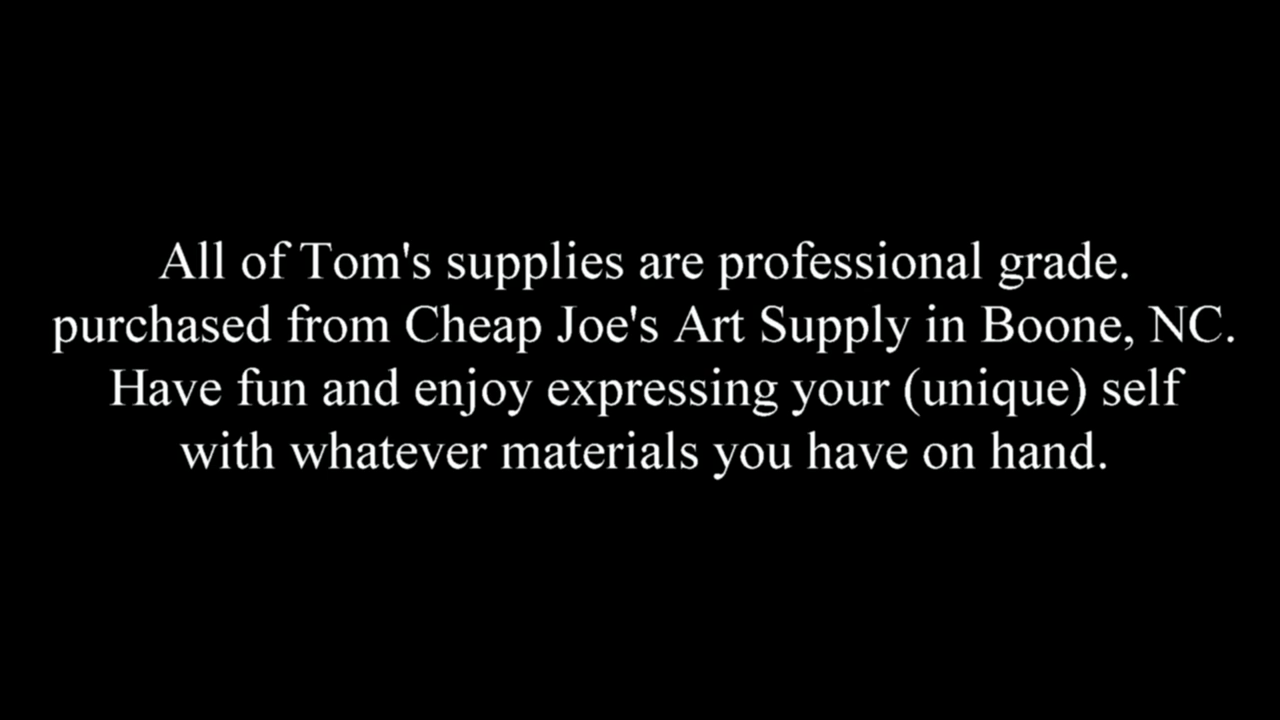 All of Tom's supplies are professional grade.
purchased from Cheap Joe's Art Supply in Boone, NC.
Have fun and enjoy expressing your (unique) self
with whatever materials you have on hand.